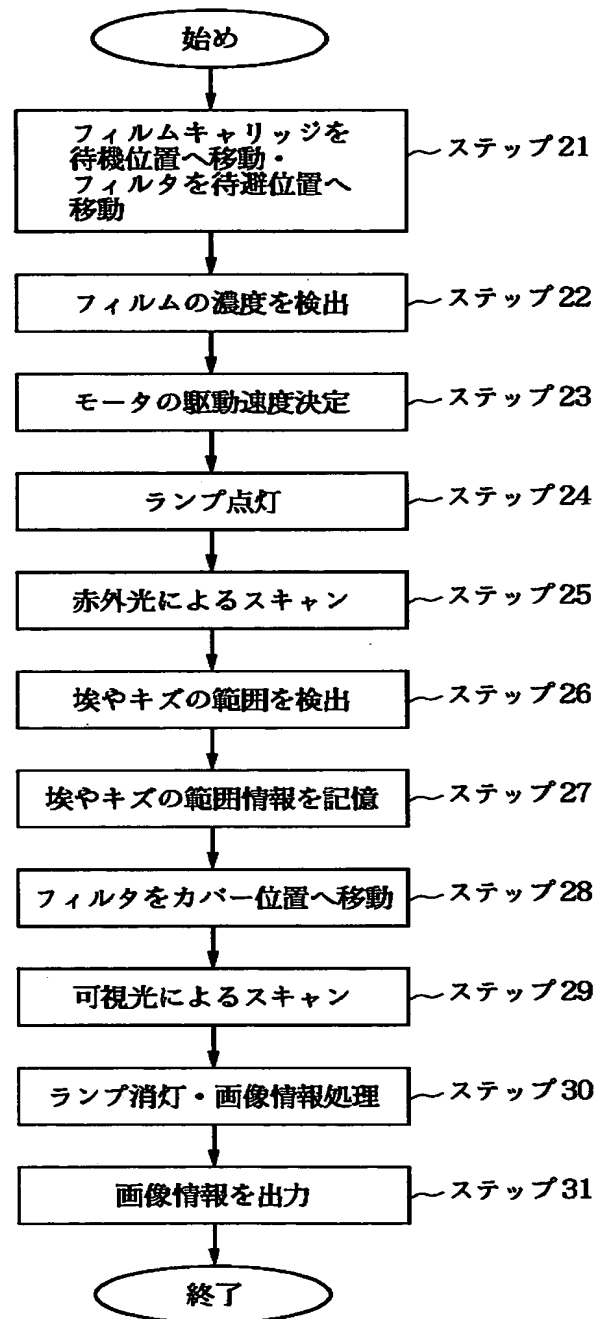 始め
フィルムキャリッジを
待機位置へ移動・
フィルタを待避位置へ
移動
ステップ21
フィルムの濃度を検出
ステップ22
モータの駆動速度決定
ステップ23
ランプ点灯
ステップ24
赤外光によるスキャン
ステップ25
埃やキズの範囲を検出
ステップ26
埃やキズの範囲情報を記憶
ステップ27
フィルタをカバー位置へ移動
ステップ28
可視光によるスキャン
ステップ29
ランプ消灯・画像情報処理
ステップ30
画像情報を出力
ステップ31
終了